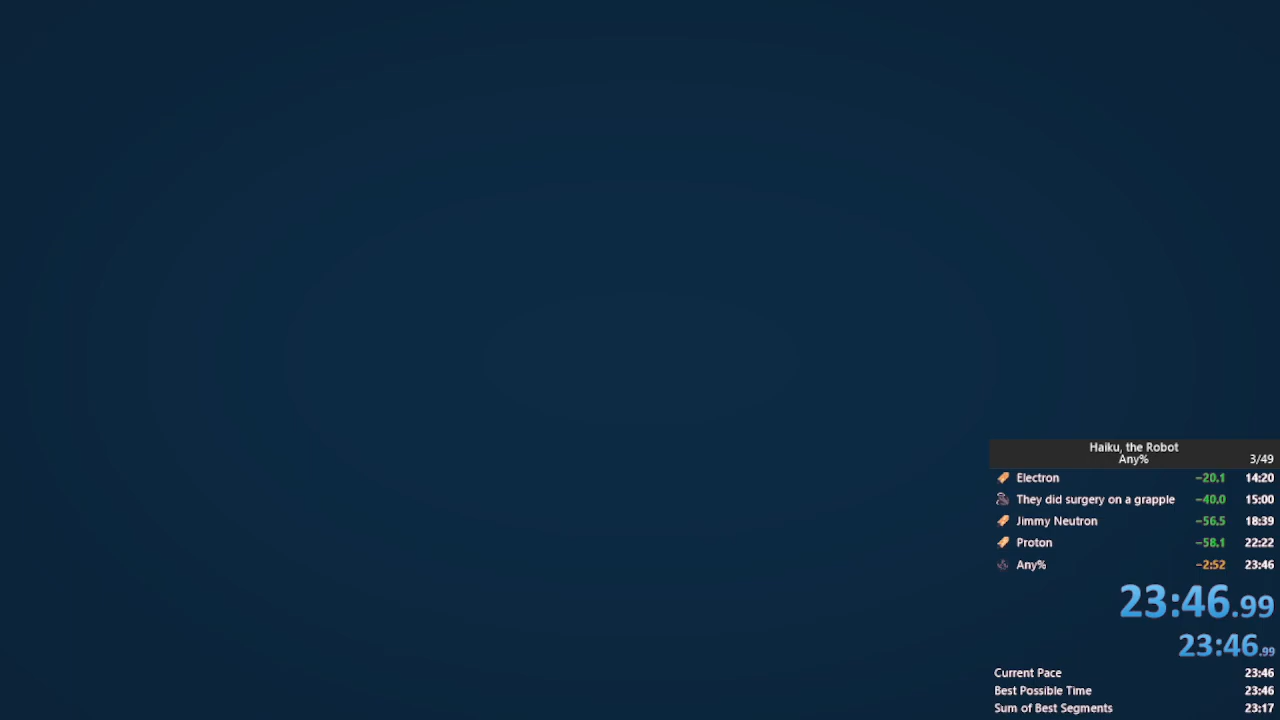 Haiku, the Robot
Any% 3/49
Electron −20.1 14:20
They did surgery on a grapple −40.0 15:00
Jimmy Neutron −56.5 18:39
Proton −58.1 22:22
Any% −2:52 23:46
23:46.99
23:46.99
Current Pace 23:46
Best Possible Time 23:46
Sum of Best Segments 23:17